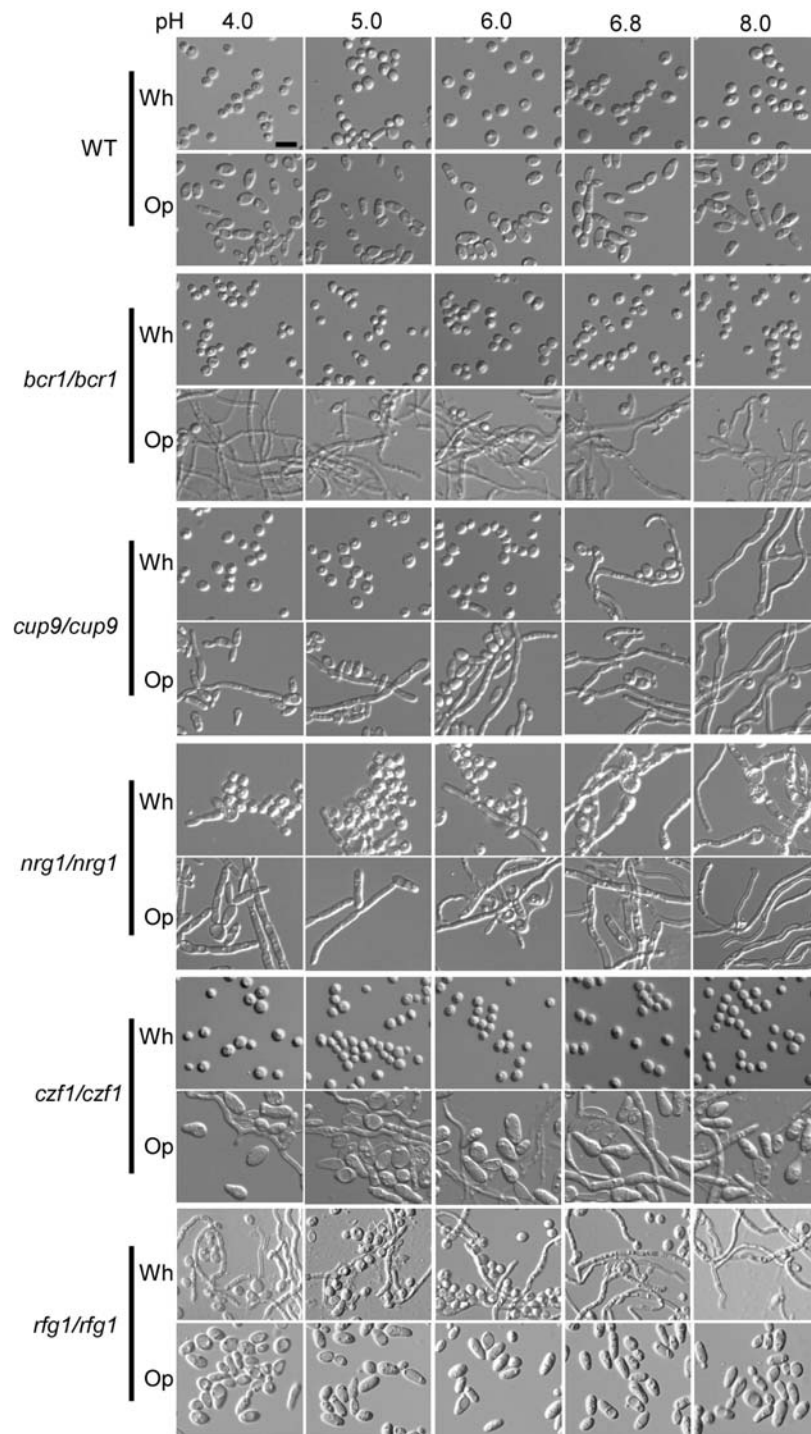 pH 4.0 5.0 6.0 6.8 8.0
Wh
WT
Op
Wh
bcr1/bcr1
Op
Wh
cup9/cup9
Op
Wh
nrg1/nrg1
Op
Wh
czf1/czf1
Op
Wh
rfg1/rfg1
Op